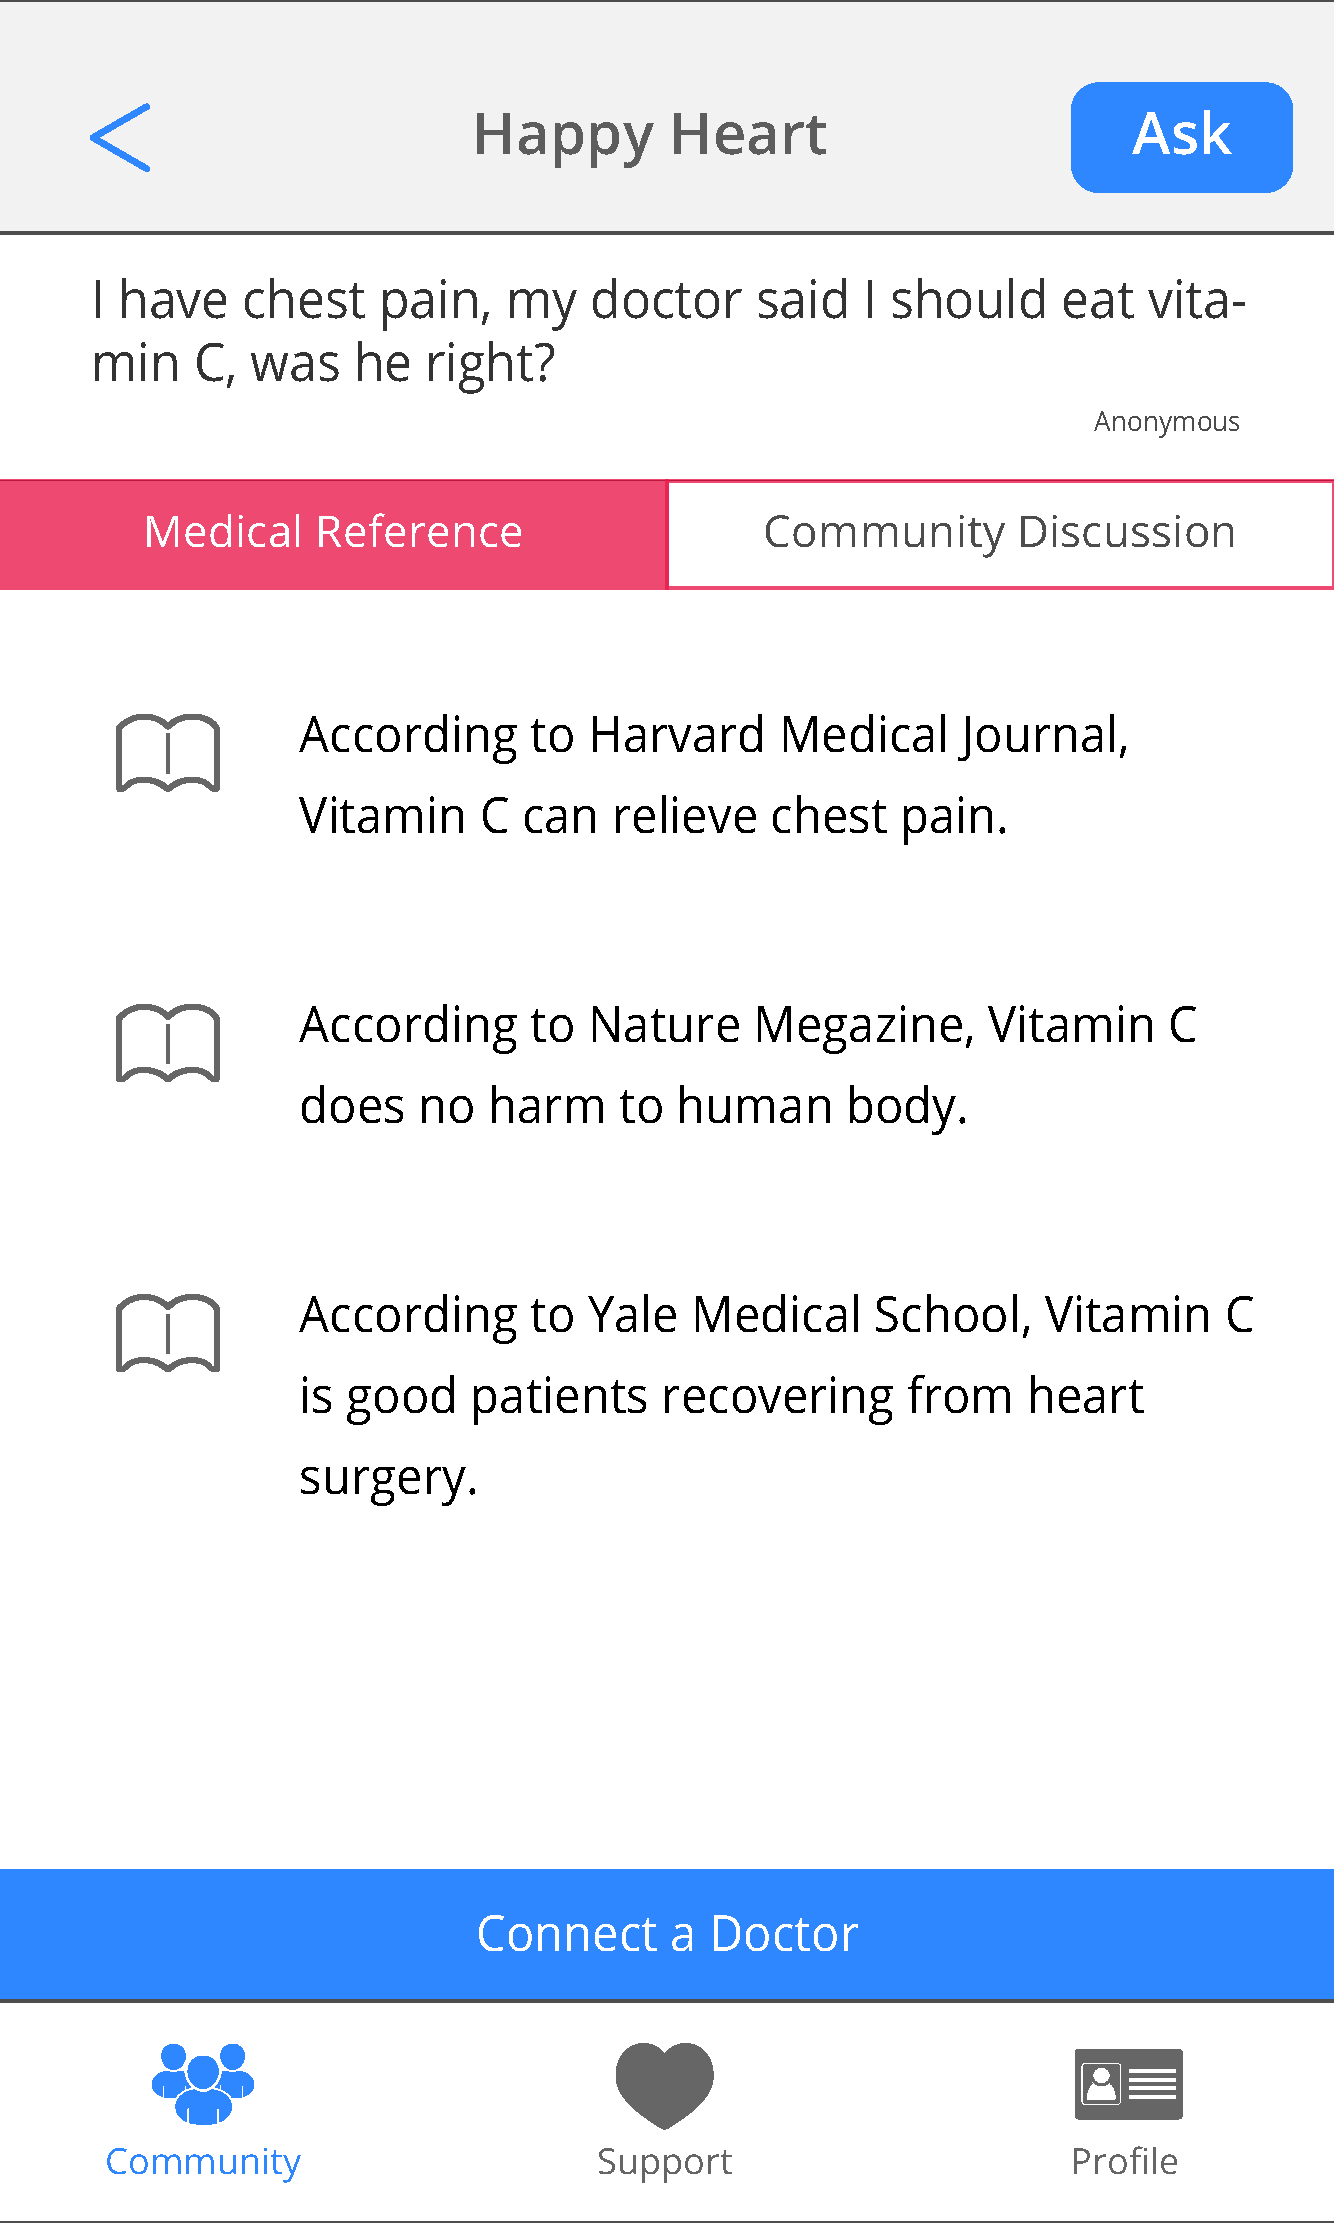 Happy Heart
Ask
I have chest pain, my doctor said I should eat vita-
min C, was he right?
Anonymous
Medical Reference
Community Discussion
According to Harvard Medical Journal,
Vitamin C can relieve chest pain.
According to Nature Megazine, Vitamin C
does no harm to human body.
According to Yale Medical School, Vitamin C
is good patients recovering from heart
surgery.
Connect a Doctor
Community
Support
Profile